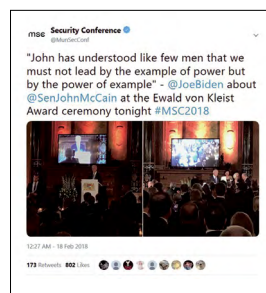 mse Security Conference
@MunSecConf
"John has understood like few men that we
must not lead by the example of power but
by the power of example" - @JoeBiden about
@SenJohnMcCain at the Ewald von Kleist
Award ceremony tonight #MSC2018
12:27 AM - 18 Feb 2018
173 Retweets 802 Likes